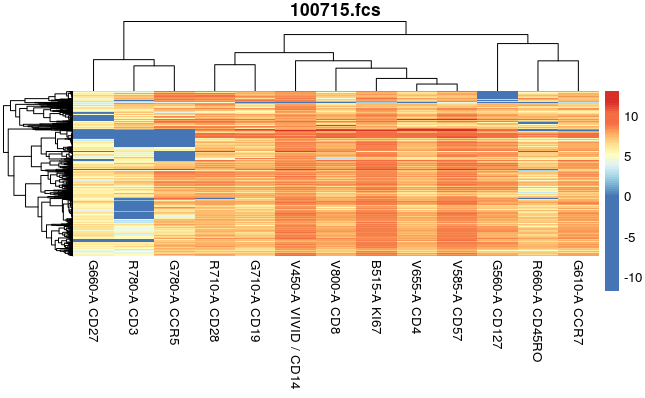 100715.fcs
10
5
0
-5
-10
G660-A CD27
R780-A CD3
G780-A CCR5
R710-A CD28
G710-A CD19
V450-A VIVID / CD14
V800-A CD8
B515-A KI67
V655-A CD4
V585-A CD57
G560-A CD127
R660-A CD45RO
G610-A CCR7